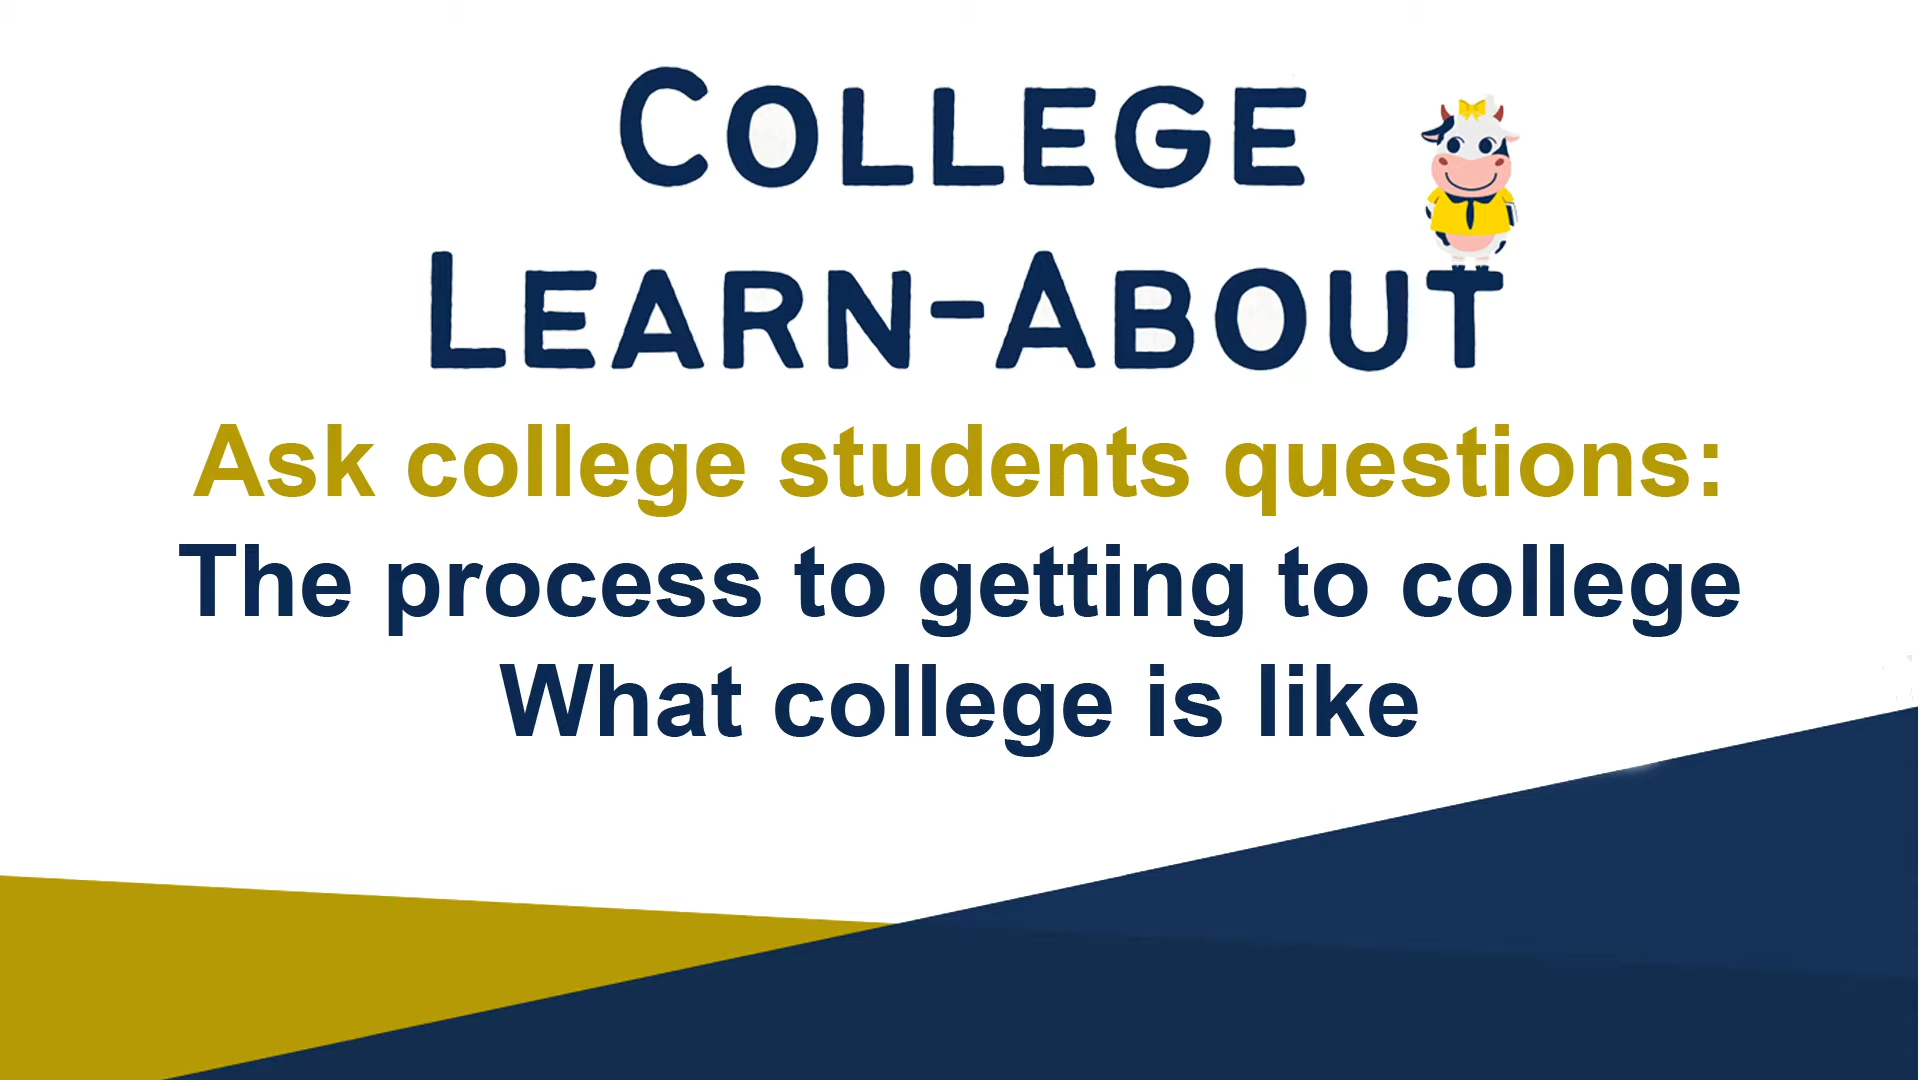 COLLEGE
LEARN-ABOUT
Ask college students questions:
The process to getting to college
What college is like